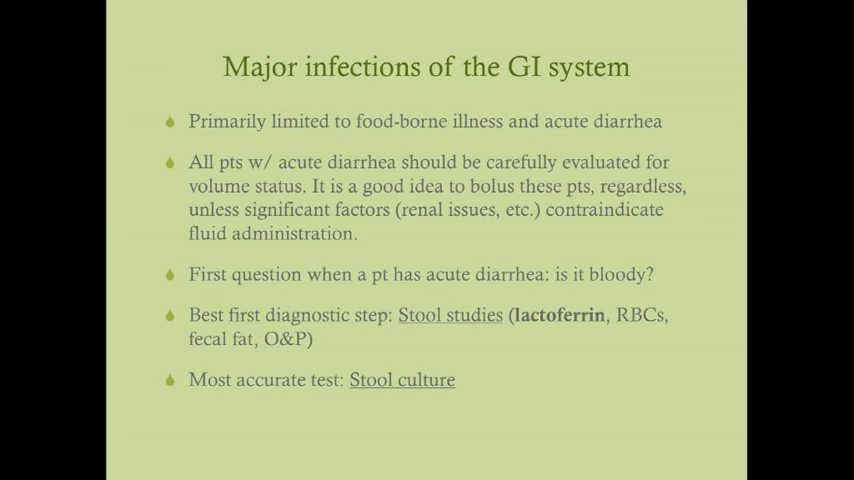 Major infections of the GI system
Primarily limited to food-borne illness and acute diarrhea
All pts w/ acute diarrhea should be carefully evaluated for
volume status. It is a good idea to bolus these pts, regardless,
unless significant factors (renal issues, etc.) contraindicate
fluid administration.
First question when a pt has acute diarrhea: is it bloody?
Best first diagnostic step: Stool studies (lactoferrin, RBCs,
fecal fat, O&P)
Most accurate test: Stool culture